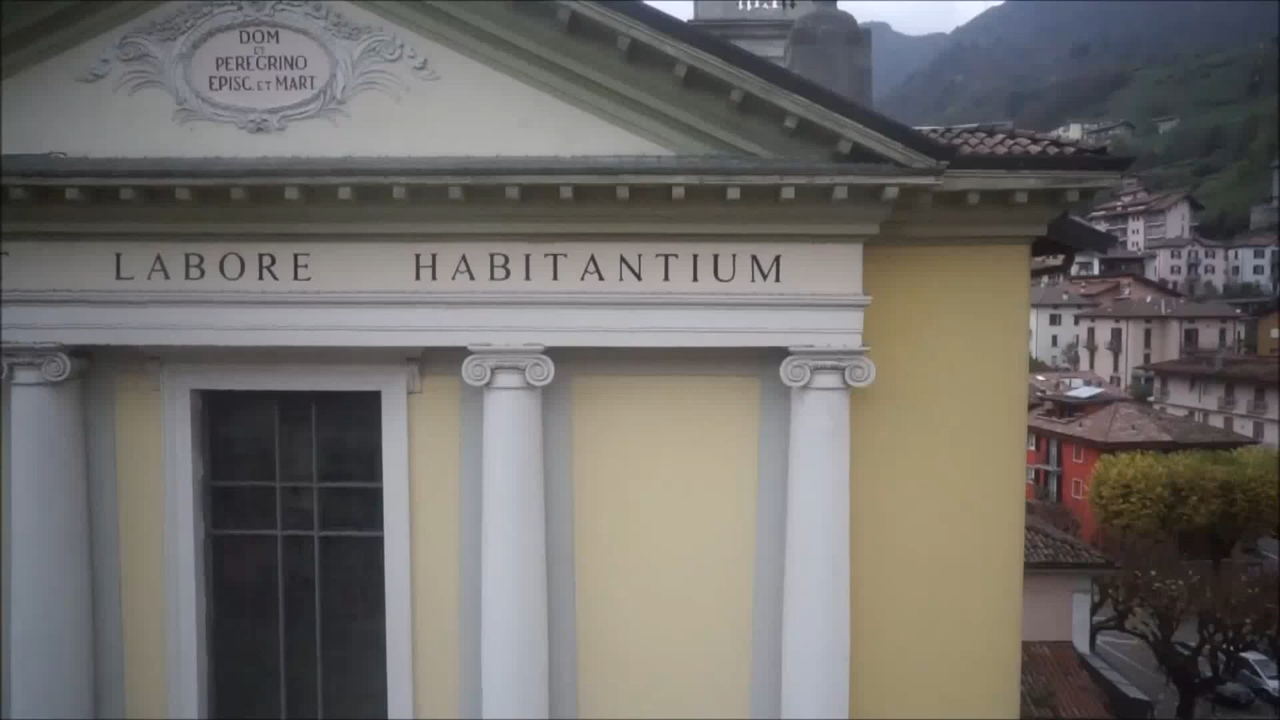 DOM
ET
PEREGRINO
EPISC. ET MART
LABORE HABITANTIUM